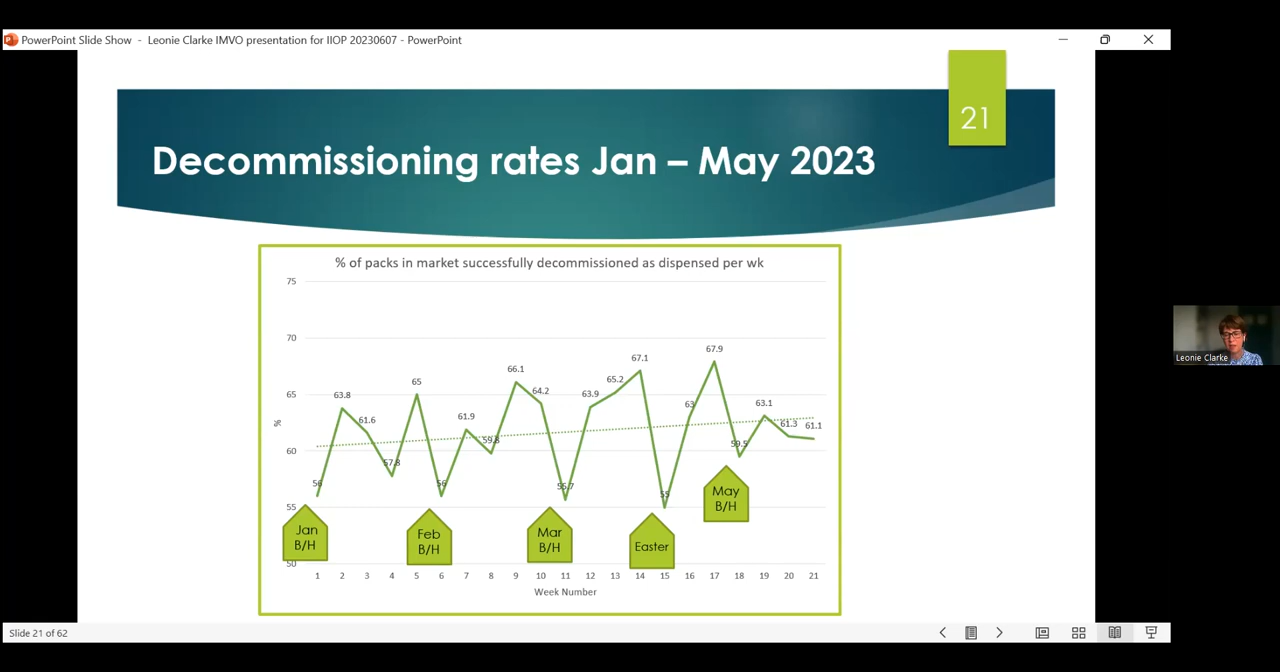 PowerPoint Slide Show - Leonie Clarke IMVO presentation for IIOP 20230607 - PowerPoint
21
Decommissioning rates Jan – May 2023
% of packs in market successfully decommissioned as dispensed per wk
75
70
65
60
55
50
%
56
63.8
61.6
57.8
65
56
61.9
59.8
66.1
64.2
55.7
63.9
65.2
67.1
55
63
67.9
59.5
63.1
61.3
61.1
Jan
B/H
Feb
B/H
Mar
B/H
Easter
May
B/H
1 2 3 4 5 6 7 8 9 10 11 12 13 14 15 16 17 18 19 20 21
Week Number
Leonie Clarke
Slide 21 of 62